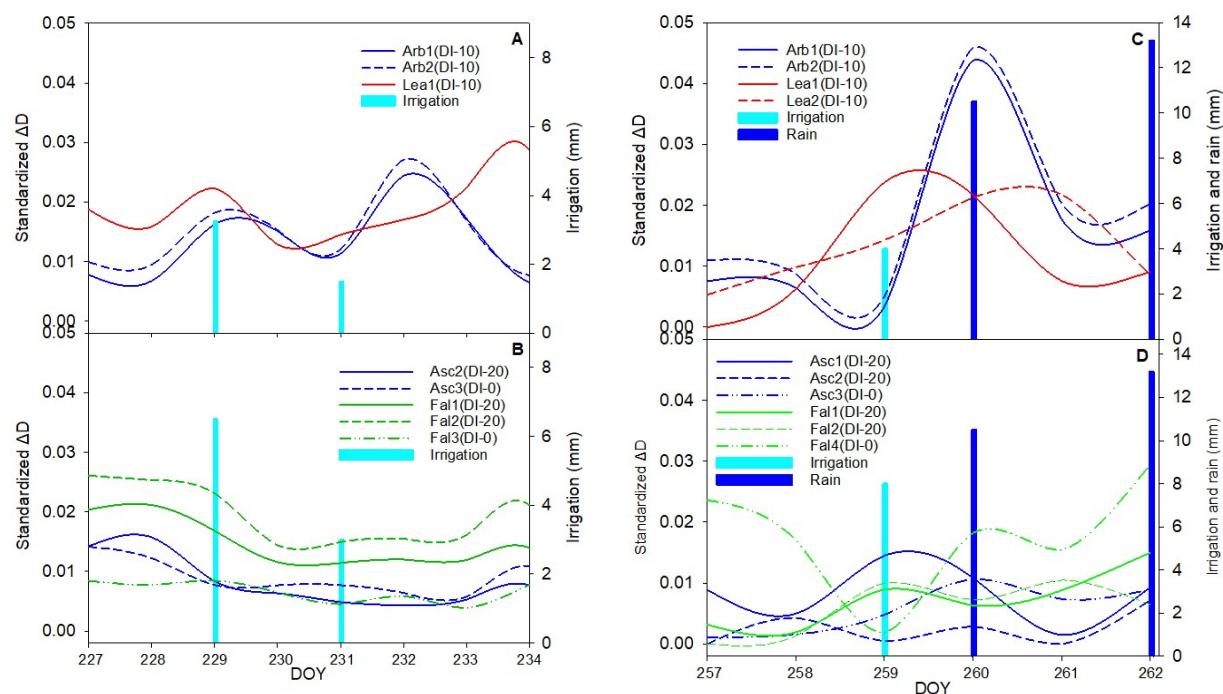 A
Arb1(DI-10)
Arb2(DI-10)
Lea1(DI-10)
Irrigation
0.05
0.04
0.03
0.02
0.01
0.00
Standardized ΔD
8
6
4
2
0
Irrigation (mm)
B
Asc2(DI-20)
Asc3(DI-0)
Fal1(DI-20)
Fal2(DI-20)
Fal3(DI-0)
Irrigation
0.05
0.04
0.03
0.02
0.01
0.00
Standardized ΔD
8
6
4
2
0
Irrigation (mm)
227 228 229 230 231 232 233 234
DOY
C
Arb1(DI-10)
Arb2(DI-10)
Lea1(DI-10)
Lea2(DI-10)
Irrigation
Rain
0.05
0.04
0.03
0.02
0.01
0.00
Standardized ΔD
14
12
10
8
6
4
2
0
Irrigation and rain (mm)
D
Asc1(DI-20)
Asc2(DI-20)
Asc3(DI-0)
Fal1(DI-20)
Fal2(DI-20)
Fal4(DI-0)
Irrigation
Rain
0.05
0.04
0.03
0.02
0.01
0.00
Standardized ΔD
14
12
10
8
6
4
2
0
Irrigation and rain (mm)
257 258 259 260 261 262
DOY